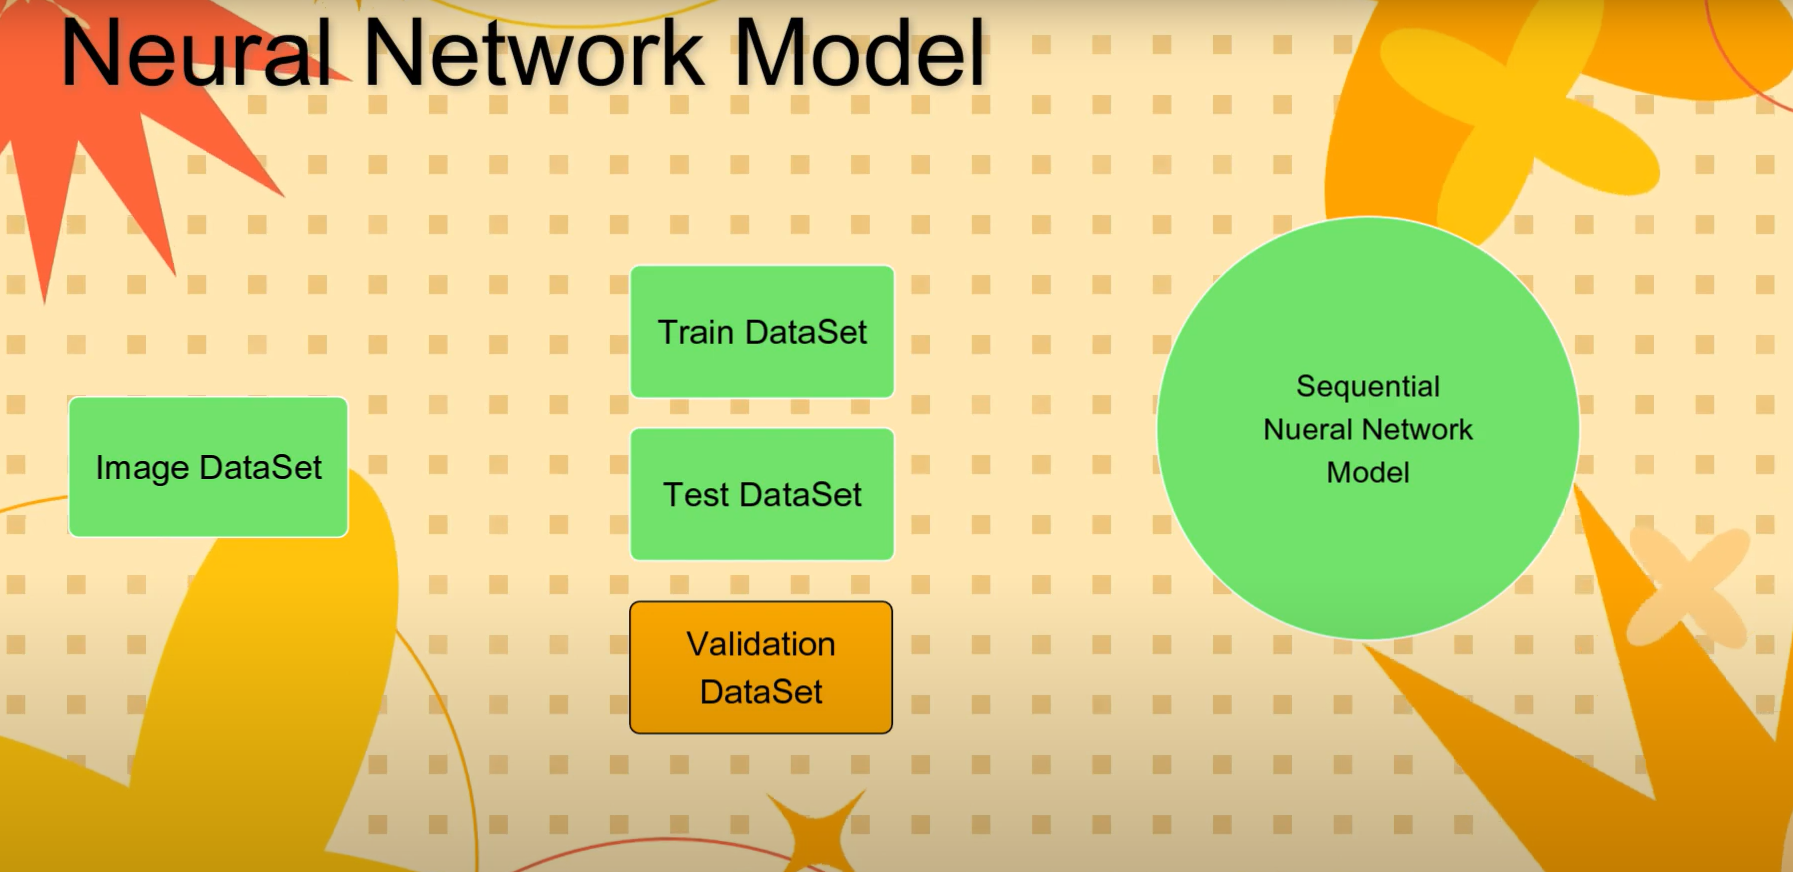 Neural Network Model
Train DataSet
Image DataSet
Test DataSet
Validation
DataSet
Sequential
Nueral Network
Model